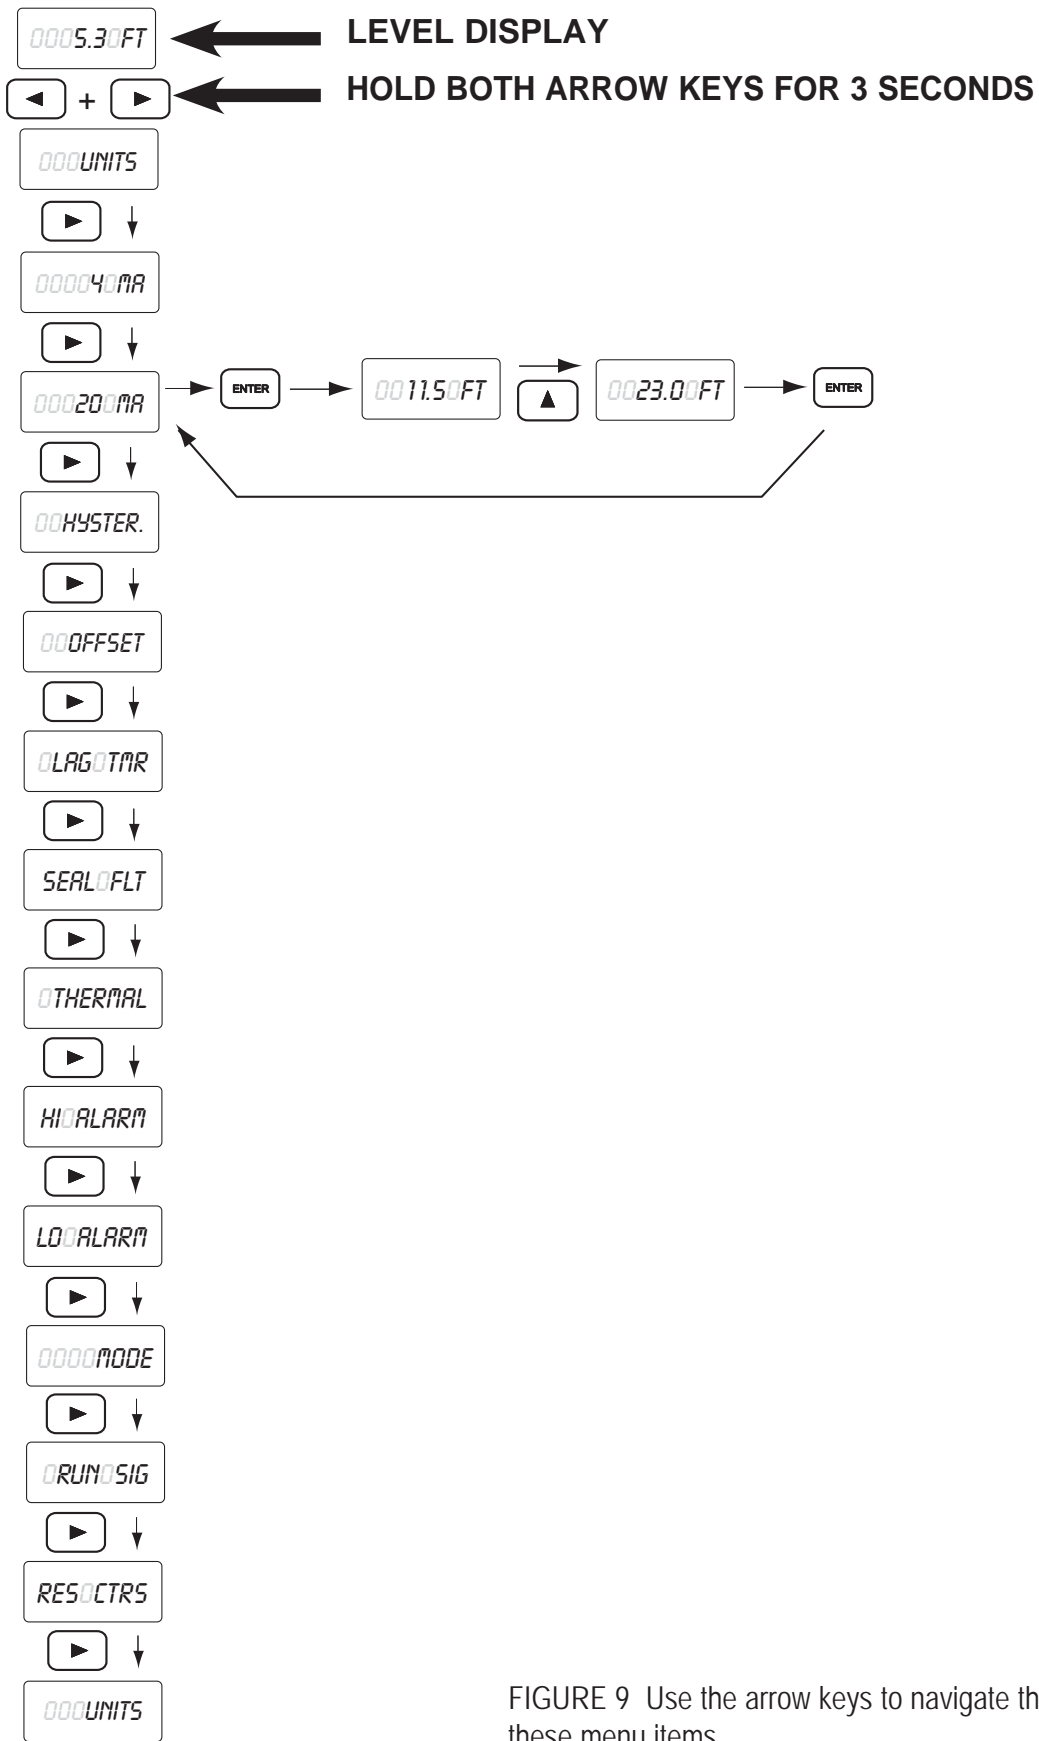 5.3 FT
LEVEL DISPLAY
+
HOLD BOTH ARROW KEYS FOR 3 SECONDS
UNITS
4 MA
20 MA
ENTER
11.5 FT
23.0 FT
ENTER
HYSTER.
OFFSET
LAG TMR
SEAL FLT
THERMAL
HI ALARM
LO ALARM
MODE
RUN SIG
RES CTRS
UNITS
FIGURE 9 Use the arrow keys to navigate th
these menu items